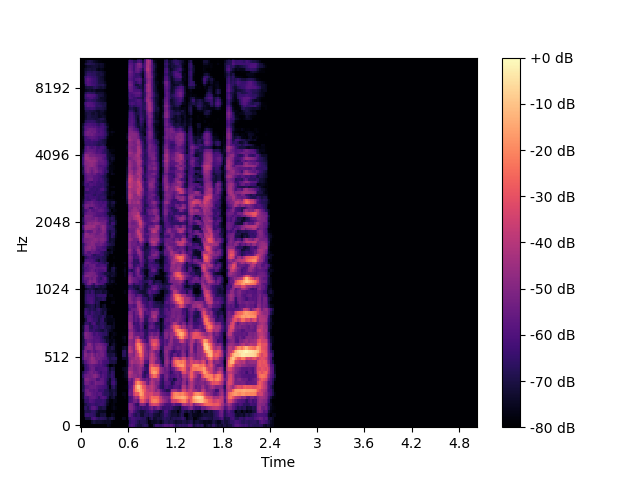 8192
4096
2048
1024
512
0
Hz
0 0.6 1.2 1.8 2.4 3 3.6 4.2 4.8
Time
+0 dB
-10 dB
-20 dB
-30 dB
-40 dB
-50 dB
-60 dB
-70 dB
-80 dB